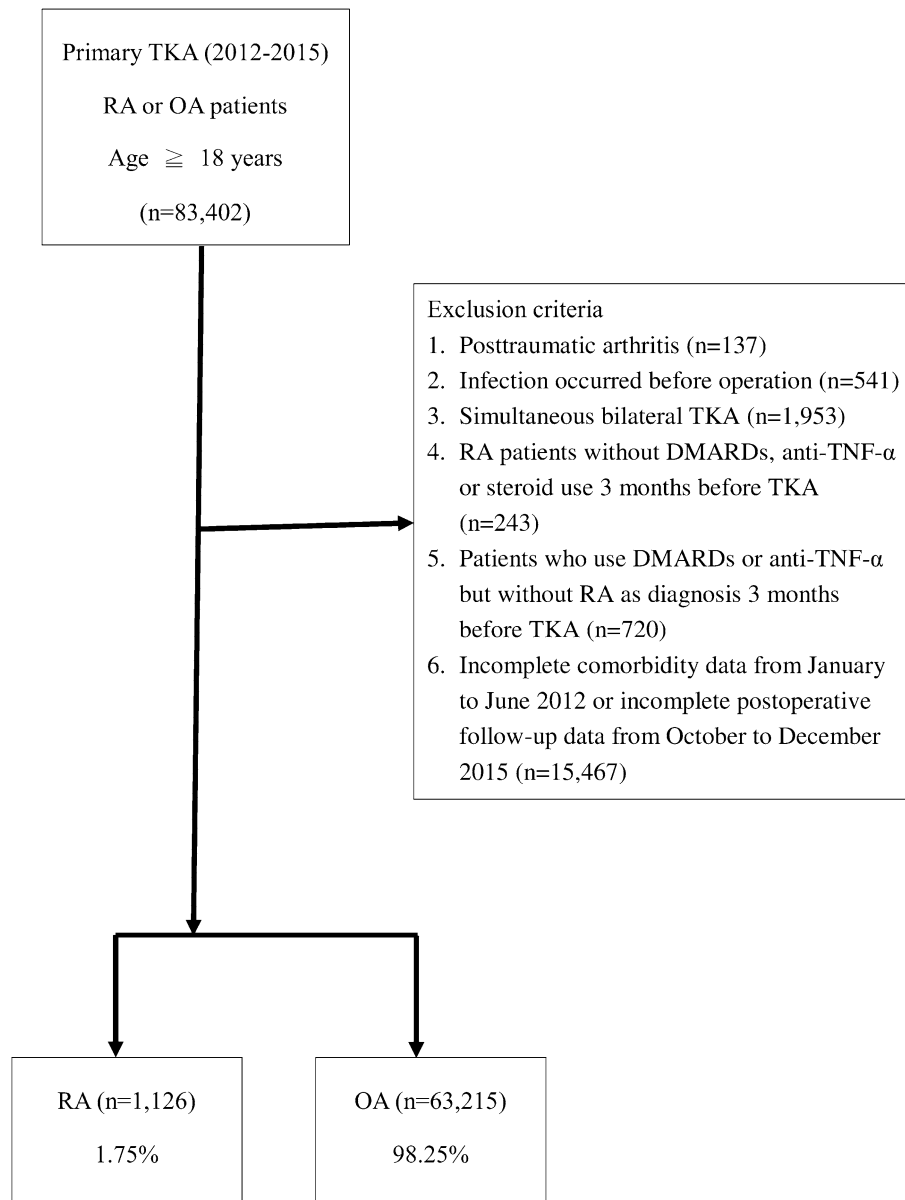 Primary TKA (2012-2015)
RA or OA patients
Age ≧ 18 years
(n=83,402)
Exclusion criteria
1. Posttraumatic arthritis (n=137)
2. Infection occurred before operation (n=541)
3. Simultaneous bilateral TKA (n=1,953)
4. RA patients without DMARDs, anti-TNF-α
or steroid use 3 months before TKA
(n=243)
5. Patients who use DMARDs or anti-TNF-α
but without RA as diagnosis 3 months
before TKA (n=720)
6. Incomplete comorbidity data from January
to June 2012 or incomplete postoperative
follow-up data from October to December
2015 (n=15,467)
RA (n=1,126)
1.75%
OA (n=63,215)
98.25%